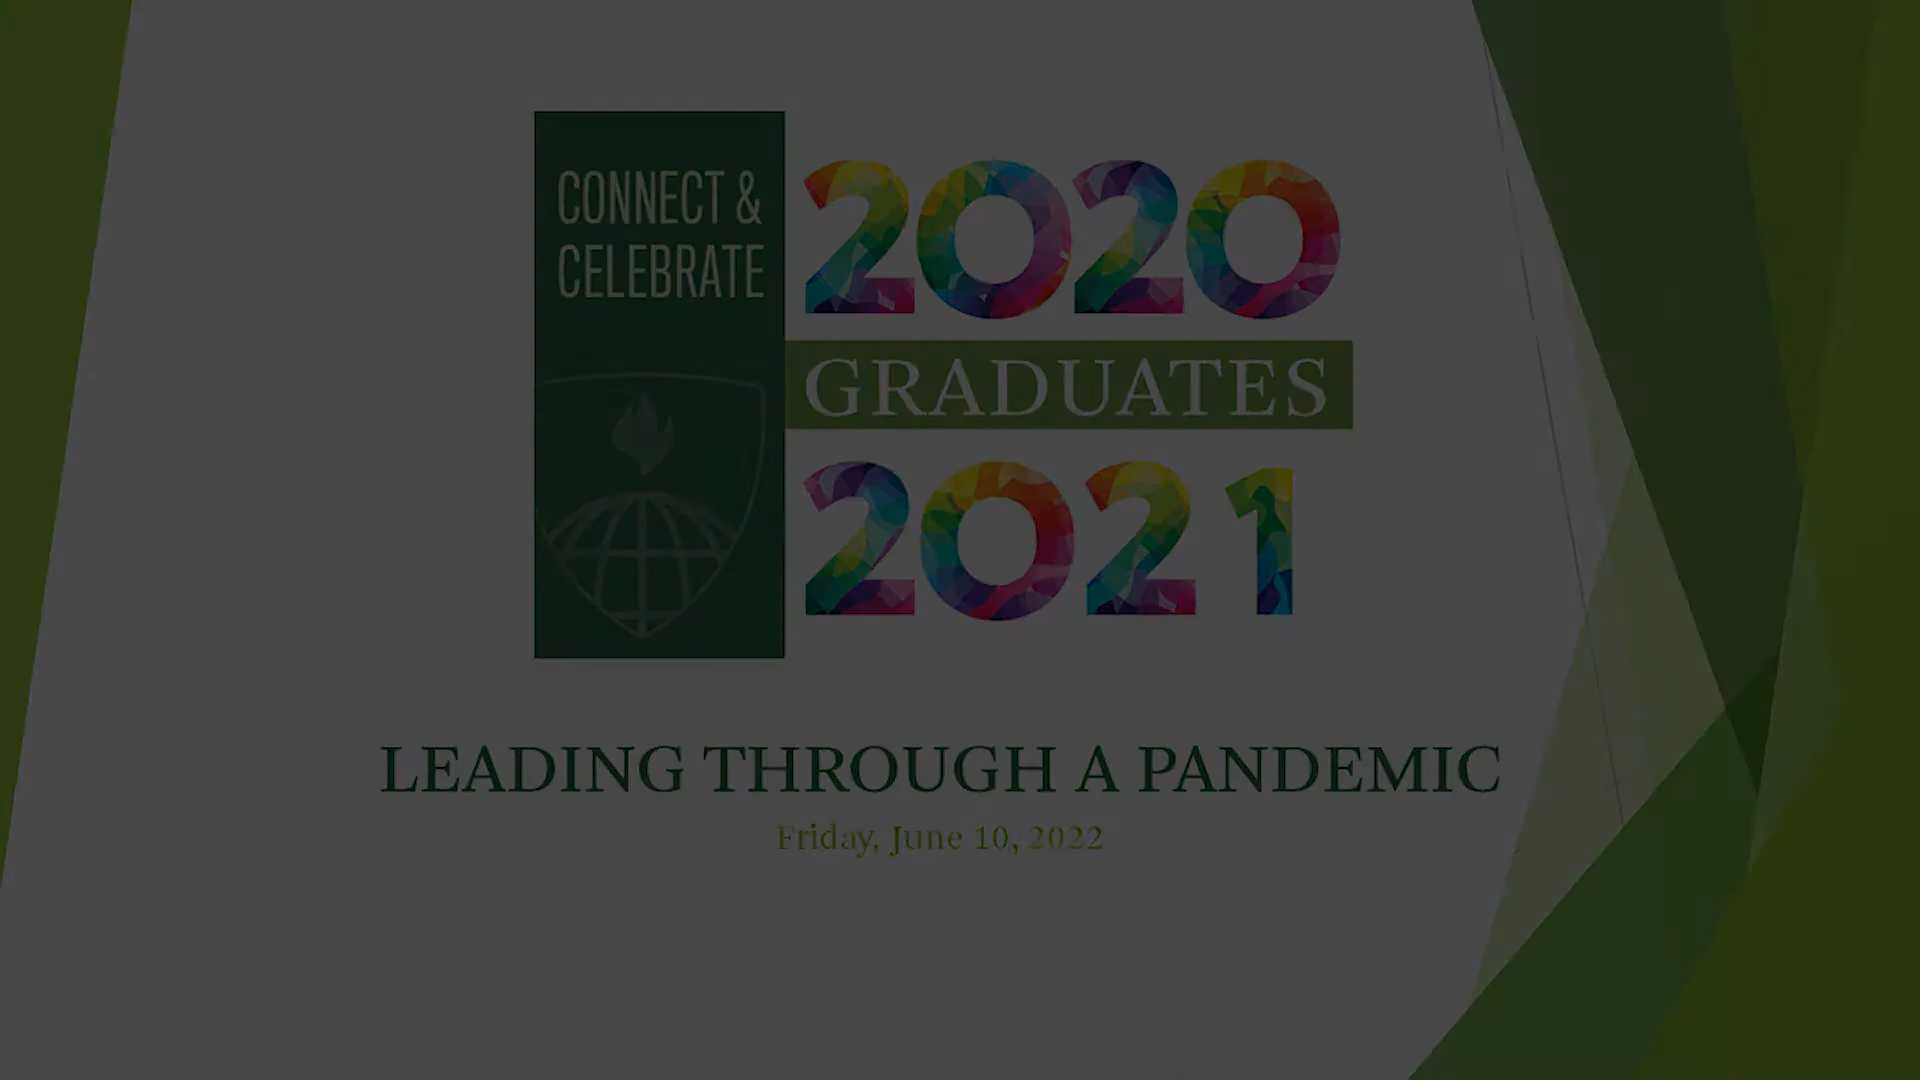 CONNECT &
CELEBRATE
2020
GRADUATES
2021
LEADING THROUGH A PANDEMIC
Friday, June 10, 2022